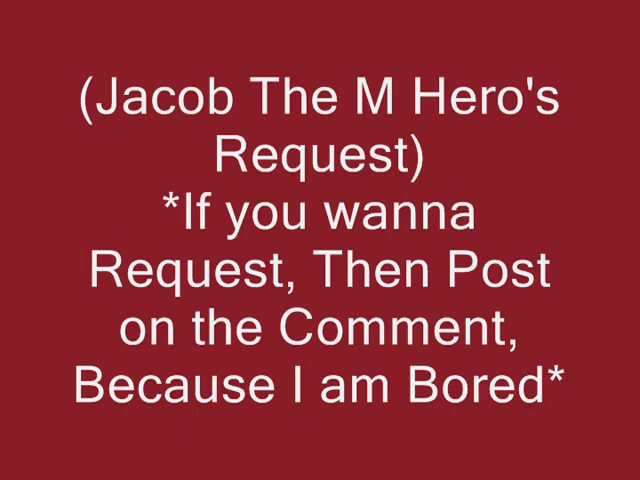 (Jacob The M Hero's
Request)
*If you wanna
Request, Then Post
on the Comment,
Because I am Bored*